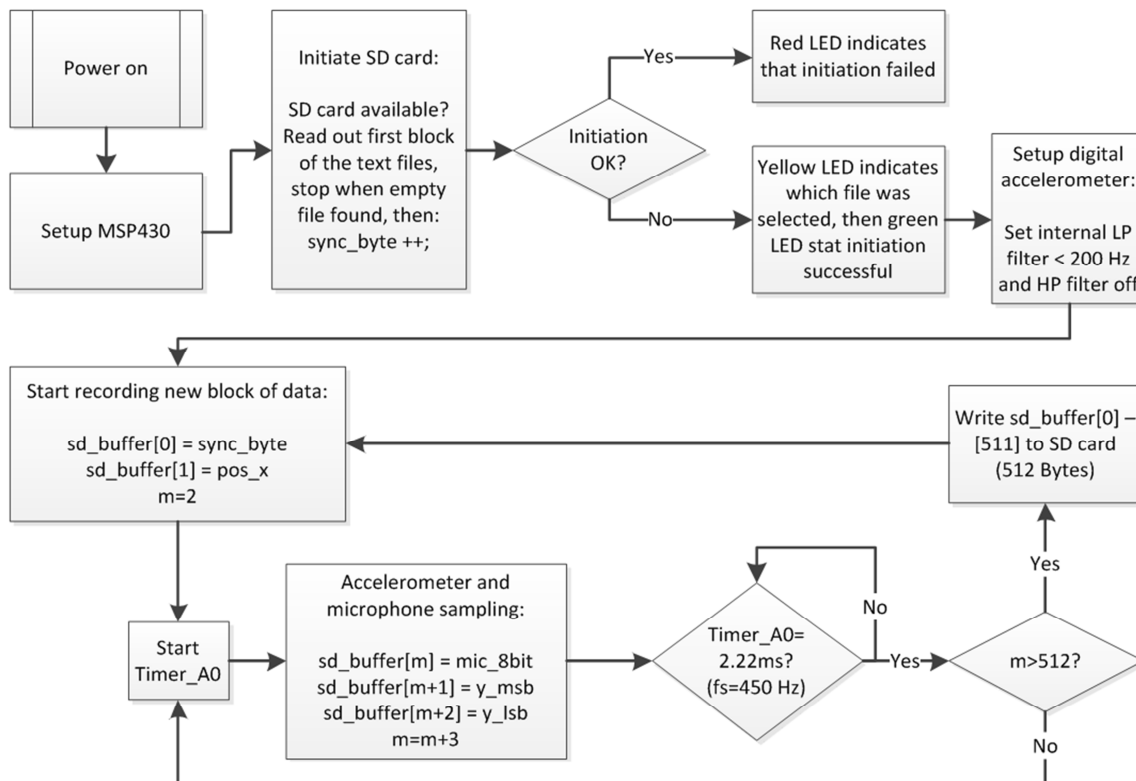 Power on
Setup MSP430
Initiate SD card:
SD card available?
Read out first block
of the text files,
stop when empty
file found, then:
sync_byte ++;
Initiation
OK?
Yes
Red LED indicates
that initiation failed
No
Yellow LED indicates
which file was
selected, then green
LED stat initiation
successful
Setup digital
accelerometer:
Set internal LP
filter < 200 Hz
and HP filter off
Start recording new block of data:
sd_buffer[0] = sync_byte
sd_buffer[1] = pos_x
m=2
Start
Timer_A0
Accelerometer and
microphone sampling:
sd_buffer[m] = mic_8bit
sd_buffer[m+1] = y_msb
sd_buffer[m+2] = y_lsb
m=m+3
Timer_A0=
2.22ms?
(fs=450 Hz)
No
Yes
m>512?
Yes
No
Write sd_buffer[0] –
[511] to SD card
(512 Bytes)